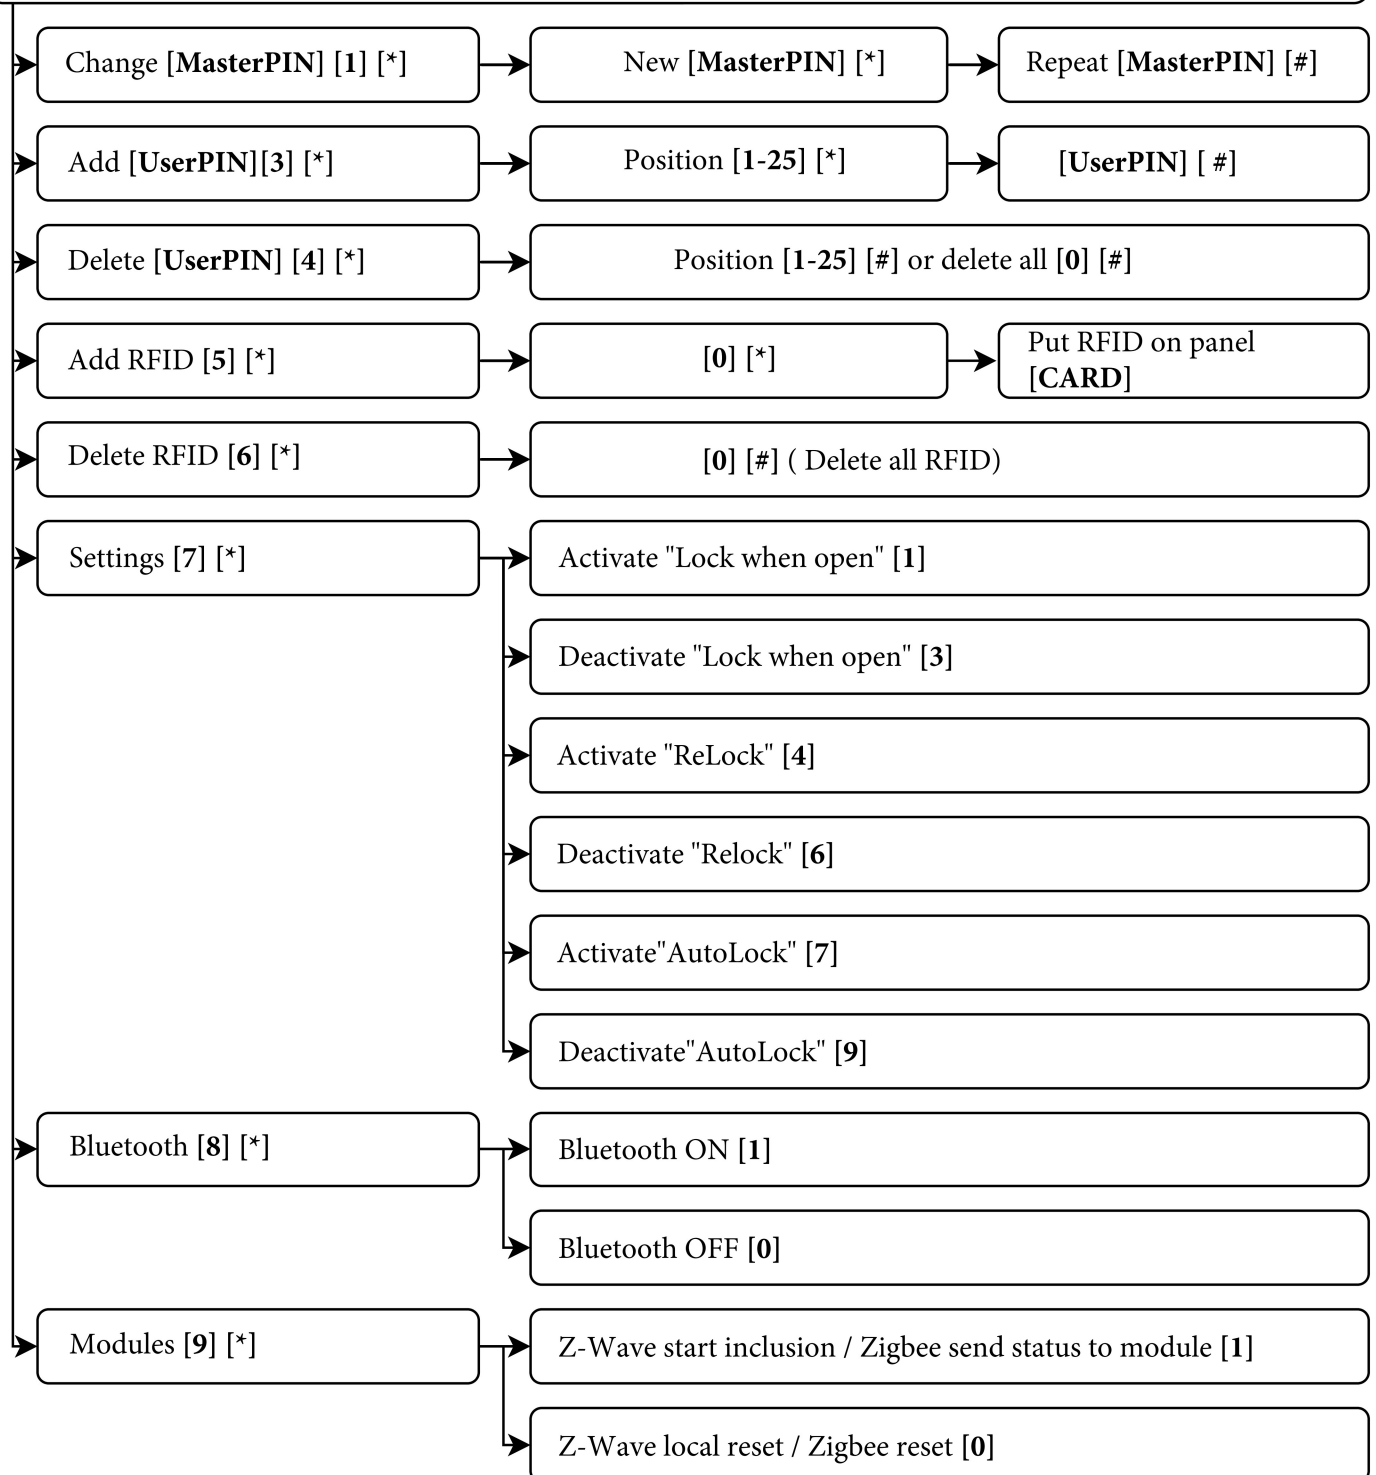 Change [MasterPIN] [1] [*]
New [MasterPIN] [*]
Repeat [MasterPIN] [#]
Add [UserPIN][3] [*]
Position [1-25] [*]
[UserPIN] [ #]
Delete [UserPIN] [4] [*]
Position [1-25] [#] or delete all [0] [#]
Add RFID [5] [*]
[0] [*]
Put RFID on panel
[CARD]
Delete RFID [6] [*]
[0] [#] ( Delete all RFID)
Settings [7] [*]
Activate "Lock when open" [1]
Deactivate "Lock when open" [3]
Activate "ReLock" [4]
Deactivate "Relock" [6]
Activate"AutoLock" [7]
Deactivate"AutoLock" [9]
Bluetooth [8] [*]
Bluetooth ON [1]
Bluetooth OFF [0]
Modules [9] [*]
Z-Wave start inclusion / Zigbee send status to module [1]
Z-Wave local reset / Zigbee reset [0]